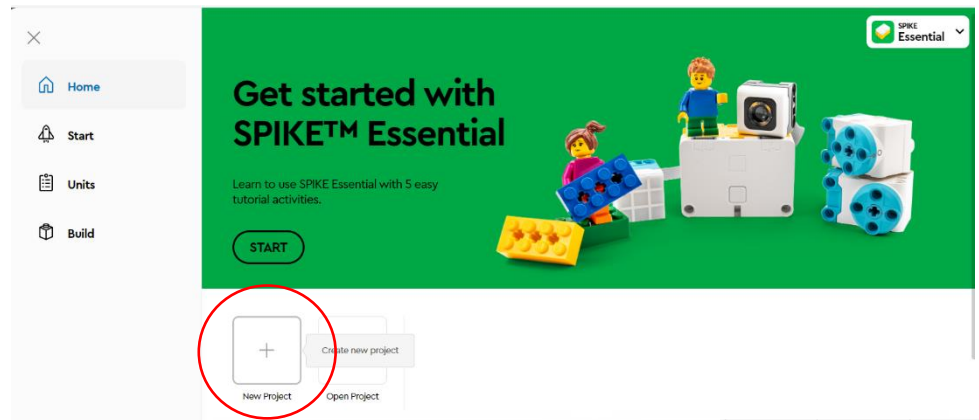 SPIKE
Essential
Home
Start
Units
Build
Get started with
SPIKE™ Essential
Learn to use SPIKE Essential with 5 easy
tutorial activities.
START
Create new project
New Project
Open Project